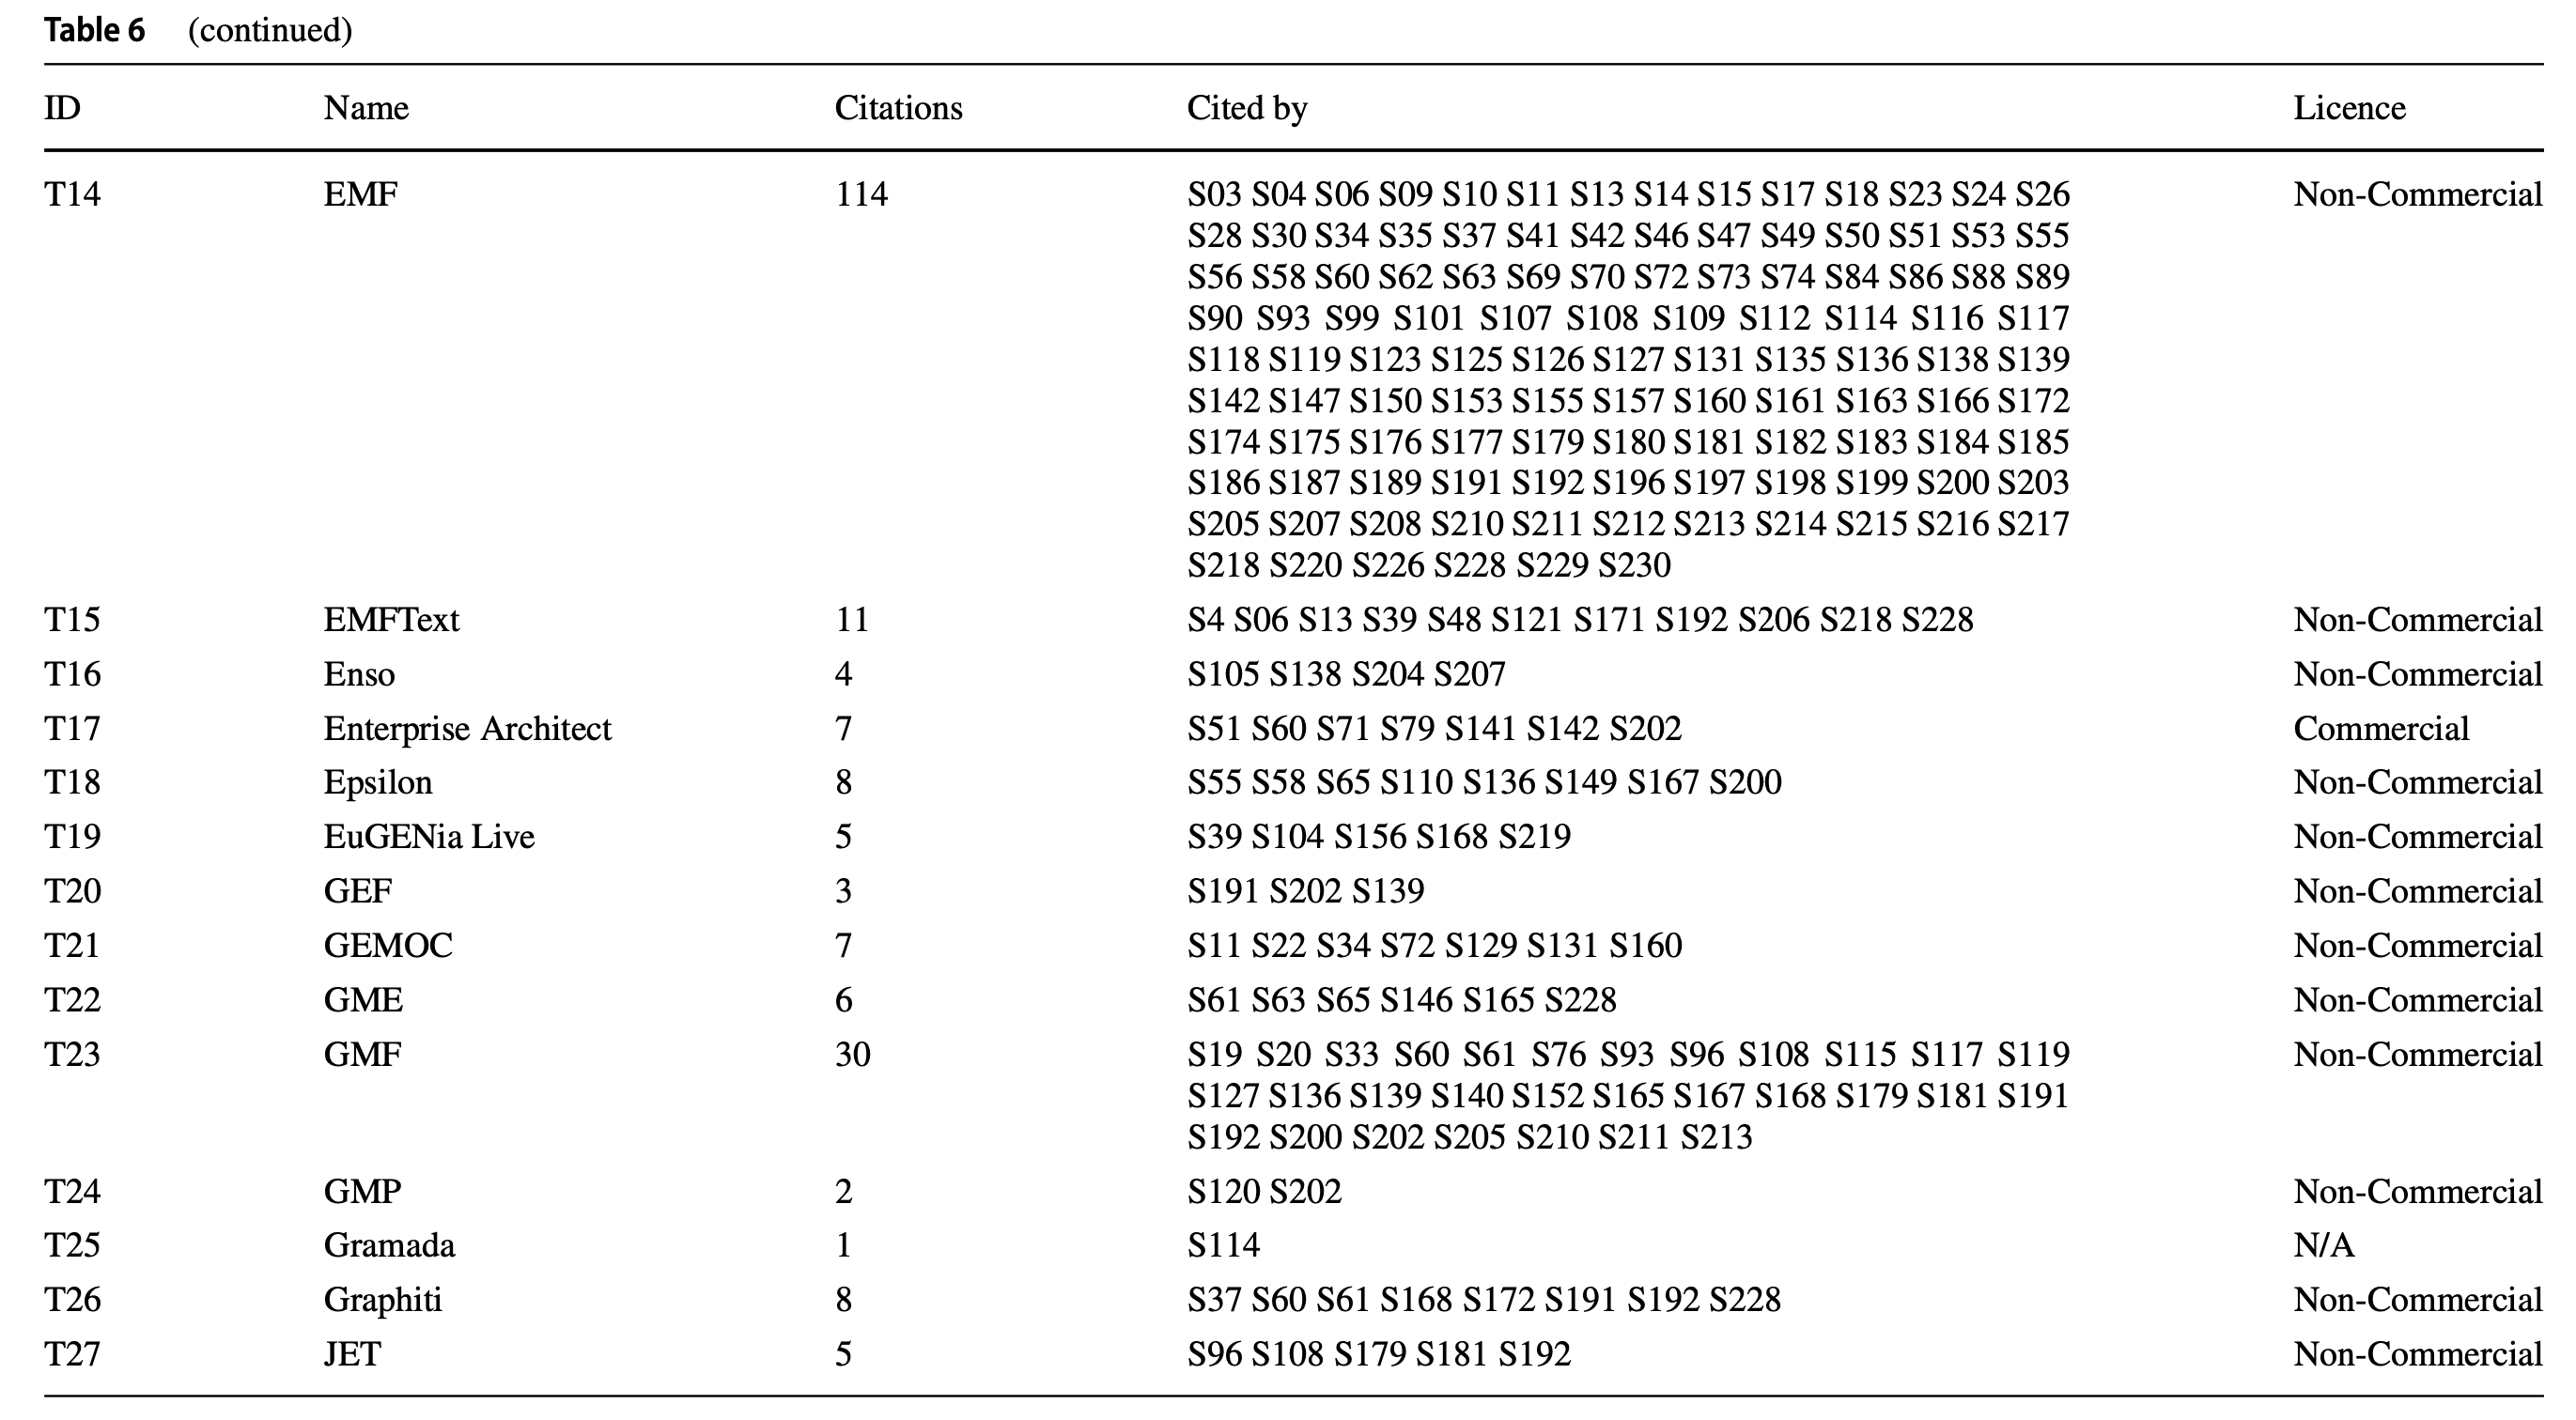 Table 6 (continued)
ID Name Citations Cited by Licence
T14 EMF 114 S03 S04 S06 S09 S10 S11 S13 S14 S15 S17 S18 S23 S24 S26 Non-Commercial
S28 S30 S34 S35 S37 S41 S42 S46 S47 S49 S50 S51 S53 S55
S56 S58 S60 S62 S63 S69 S70 S72 S73 S74 S84 S86 S88 S89
S90 S93 S99 S101 S107 S108 S109 S112 S114 S116 S117
S118 S119 S123 S125 S126 S127 S131 S135 S136 S138 S139
S142 S147 S150 S153 S155 S157 S160 S161 S163 S166 S172
S174 S175 S176 S177 S179 S180 S181 S182 S183 S184 S185
S186 S187 S189 S191 S192 S196 S197 S198 S199 S200 S203
S205 S207 S208 S210 S211 S212 S213 S214 S215 S216 S217
S218 S220 S226 S228 S229 S230
T15 EMFText 11 S4 S06 S13 S39 S48 S121 S171 S192 S206 S218 S228 Non-Commercial
T16 Enso 4 S105 S138 S204 S207 Non-Commercial
T17 Enterprise Architect 7 S51 S60 S71 S79 S141 S142 S202 Commercial
T18 Epsilon 8 S55 S58 S65 S110 S136 S149 S167 S200 Non-Commercial
T19 EuGENia Live 5 S39 S104 S156 S168 S219 Non-Commercial
T20 GEF 3 S191 S202 S139 Non-Commercial
T21 GEMOC 7 S11 S22 S34 S72 S129 S131 S160 Non-Commercial
T22 GME 6 S61 S63 S65 S146 S165 S228 Non-Commercial
T23 GMF 30 S19 S20 S33 S60 S61 S76 S93 S96 S108 S115 S117 S119 Non-Commercial
S127 S136 S139 S140 S152 S165 S167 S168 S179 S181 S191
S192 S200 S202 S205 S210 S211 S213
T24 GMP 2 S120 S202 Non-Commercial
T25 Gramada 1 S114 N/A
T26 Graphiti 8 S37 S60 S61 S168 S172 S191 S192 S228 Non-Commercial
T27 JET 5 S96 S108 S179 S181 S192 Non-Commercial